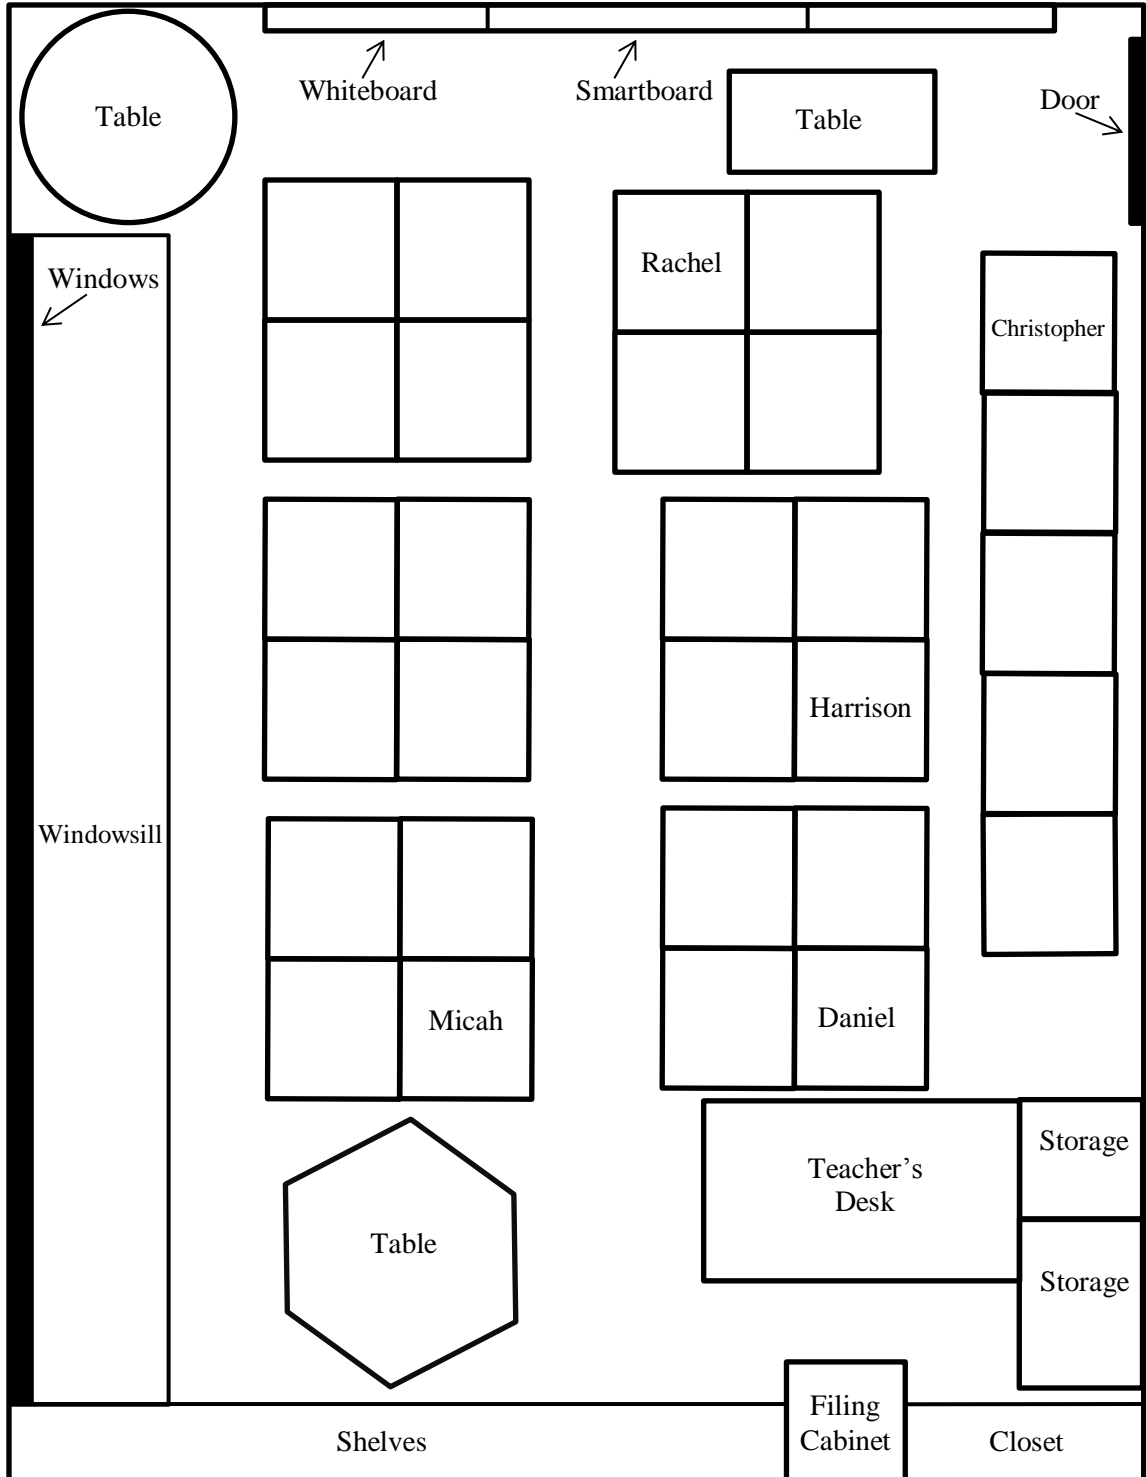 Whiteboard
Smartboard
Table
Table
Door
Windows
Rachel
Christopher
Harrison
Windowsill
Micah
Daniel
Teacher’s
Desk
Storage
Table
Storage
Filing
Cabinet
Shelves
Closet